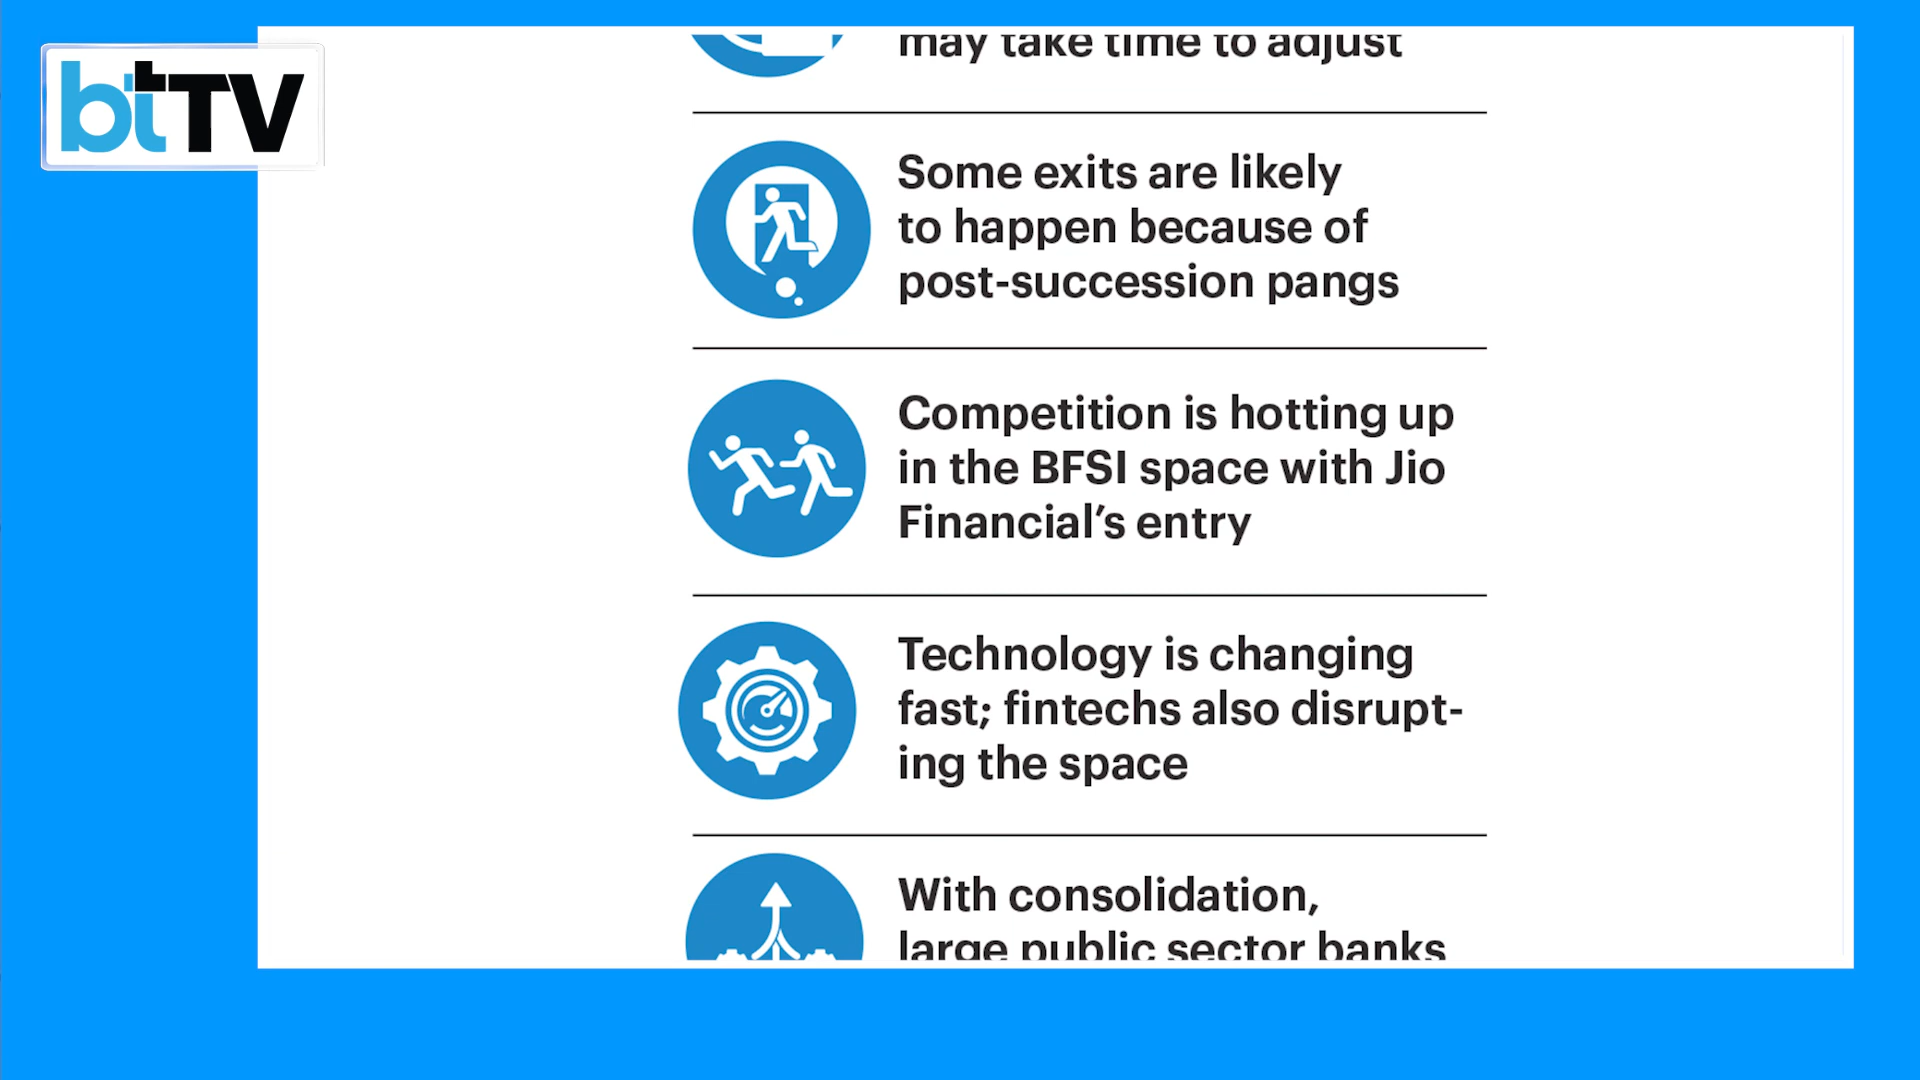 btTV
may take time to adjust
Some exits are likely
to happen because of
post-succession pangs
Competition is hotting up
in the BFSI space with Jio
Financial’s entry
Technology is changing
fast; fintechs also disrupt-
ing the space
With consolidation,
large public sector banks